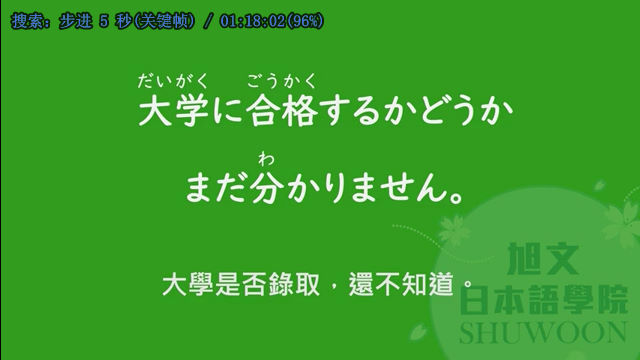 搜索: 步进 5 秒(关键帧) / 01:18:02(96%)
だいがく ごうかく
大学に合格するかどうか
わ
まだ分かりません。
大學是否錄取，還不知道。
旭文
日本語學院
SHUWOON